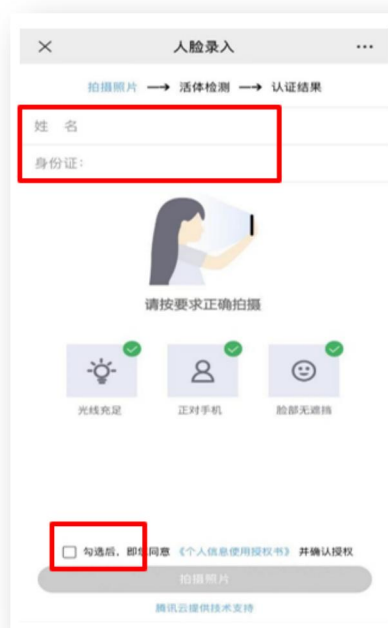 人脸录入
拍摄照片 → 活体检测 → 认证结果
姓 名
身份证:
请按要求正确拍摄
光线充足 正对手机 脸部无遮挡
勾选后，即您同意《个人信息使用授权书》并确认授权
拍摄照片
腾讯云提供技术支持